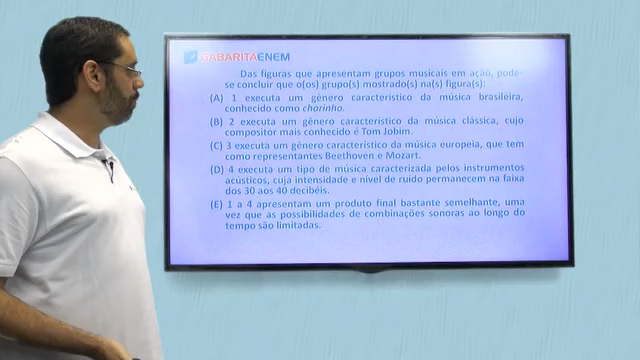 GABARITAENEM
Das figuras que apresentam grupos musicais em ação, pode-
se concluir que o(os) grupo(s) mostrado(s) na(s) figura(s):
(A) 1 executa um gênero característico da música brasileira,
conhecido como chorinho.
(B) 2 executa um gênero característico da música clássica, cujo
compositor mais conhecido é Tom Jobim.
(C) 3 executa um gênero característico da música europeia, que tem
como representantes Beethoven e Mozart.
(D) 4 executa um tipo de música caracterizada pelos instrumentos
acústicos, cuja intensidade e nível de ruído permanecem na faixa
dos 30 aos 40 decibéis.
(E) 1 a 4 apresentam um produto final bastante semelhante, uma
vez que as possibilidades de combinações sonoras ao longo do
tempo são limitadas.